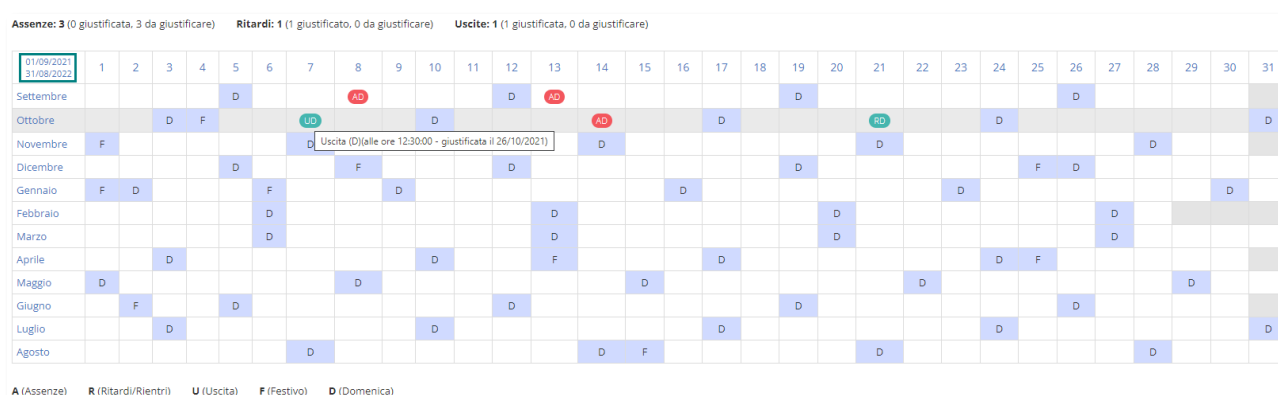 Assenze: 3 (0 giustificata, 3 da giustificare) Ritardi: 1 (1 giustificato, 0 da giustificare) Uscite: 1 (1 giustificata, 0 da giustificare)
01/09/2021
31/08/2022 1 2 3 4 5 6 7 8 9 10 11 12 13 14 15 16 17 18 19 20 21 22 23 24 25 26 27 28 29 30 31
Settembre D AD D AD D D
Ottobre D F UD D AD D RD D D
Uscita (D)(alle ore 12:30:00 - giustificata il 26/10/2021)
Novembre F D D D D
Dicembre D F D D F D
Gennaio F D F D D D D
Febbraio D D D D
Marzo D D D D
Aprile D D F D D F
Maggio D D D D D
Giugno F D D D D
Luglio D D D D D
Agosto D D F D D
A (Assenze) R (Ritardi/Rientri) U (Uscita) F (Festivo) D (Domenica)